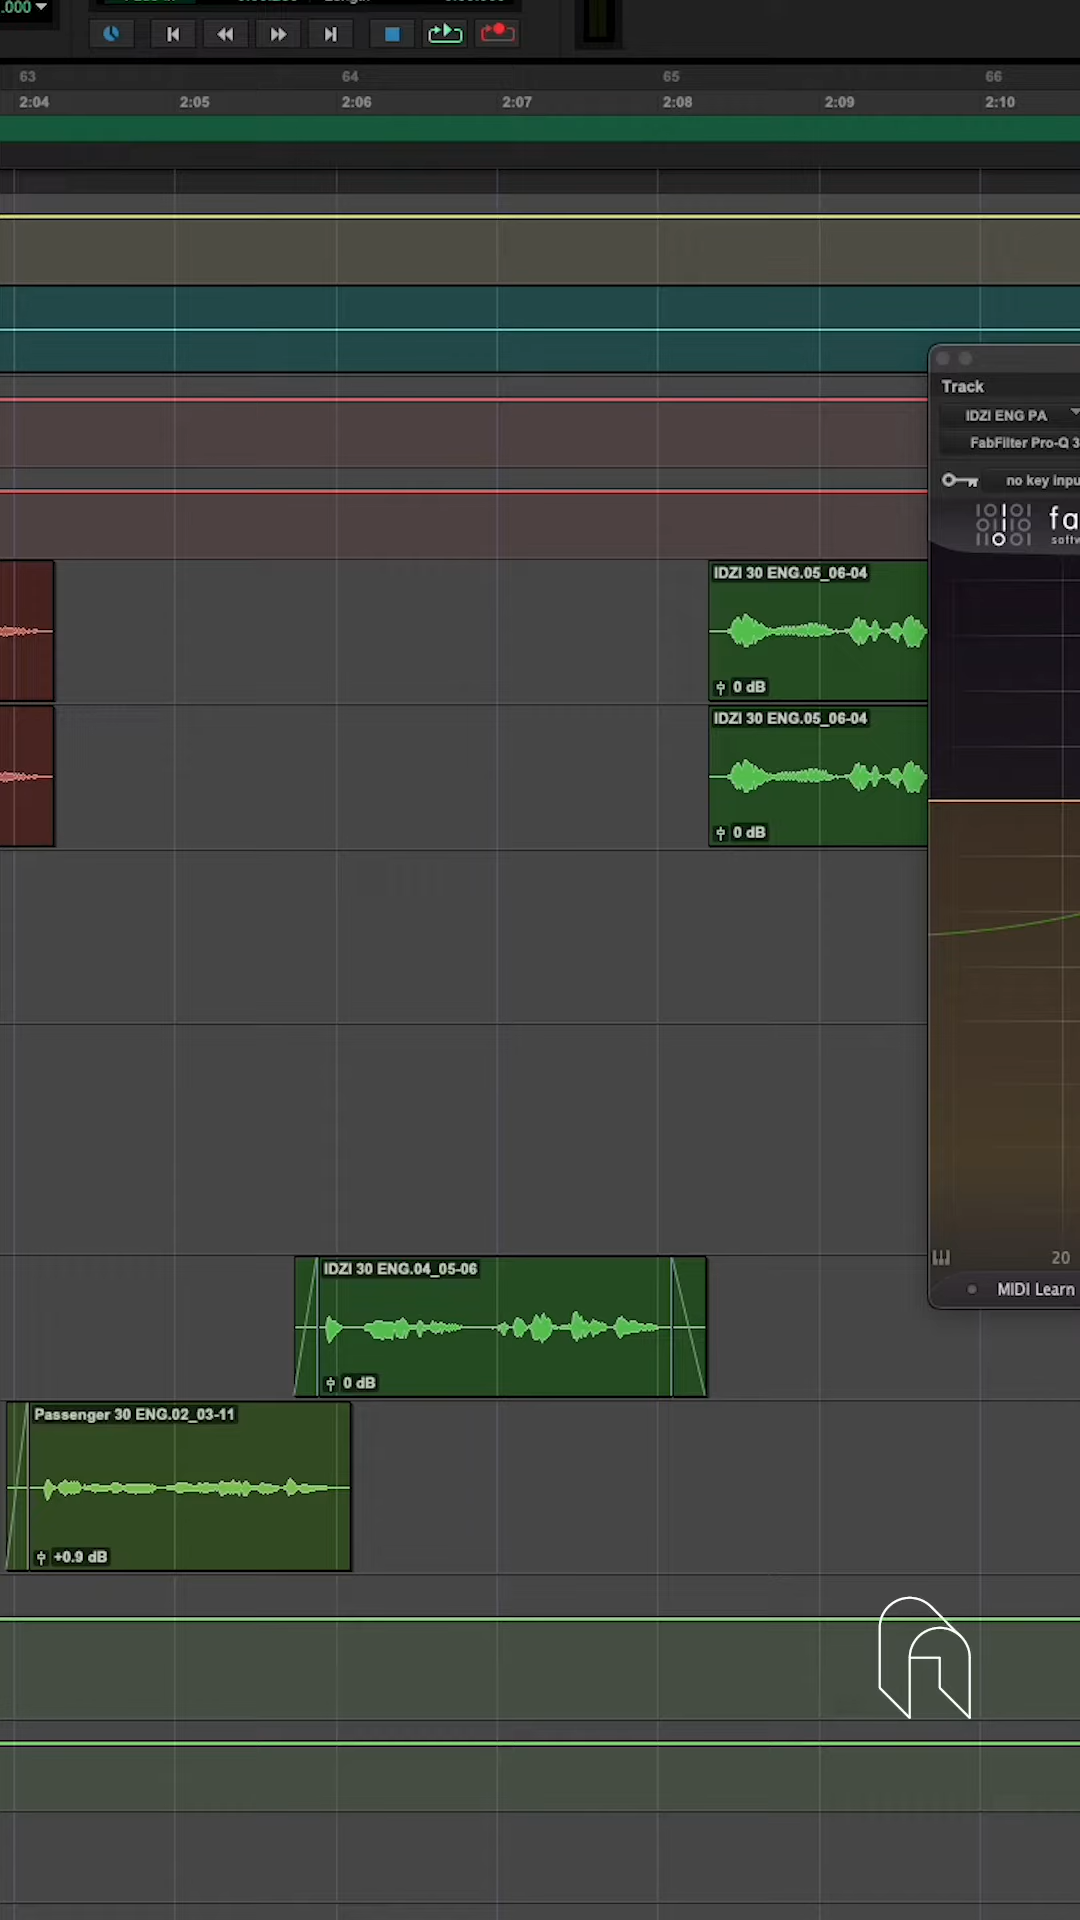 .000
63 64 65 66
2:04 2:05 2:06 2:07 2:08 2:09 2:10
Track
IDZI ENG PA
FabFilter Pro-Q 3
no key inpu
fa
softw
IDZI 30 ENG.05_06-04
0 dB
IDZI 30 ENG.05_06-04
0 dB
20
IDZI 30 ENG.04_05-06
MIDI Learn
0 dB
Passenger 30 ENG.02_03-11
+0.9 dB